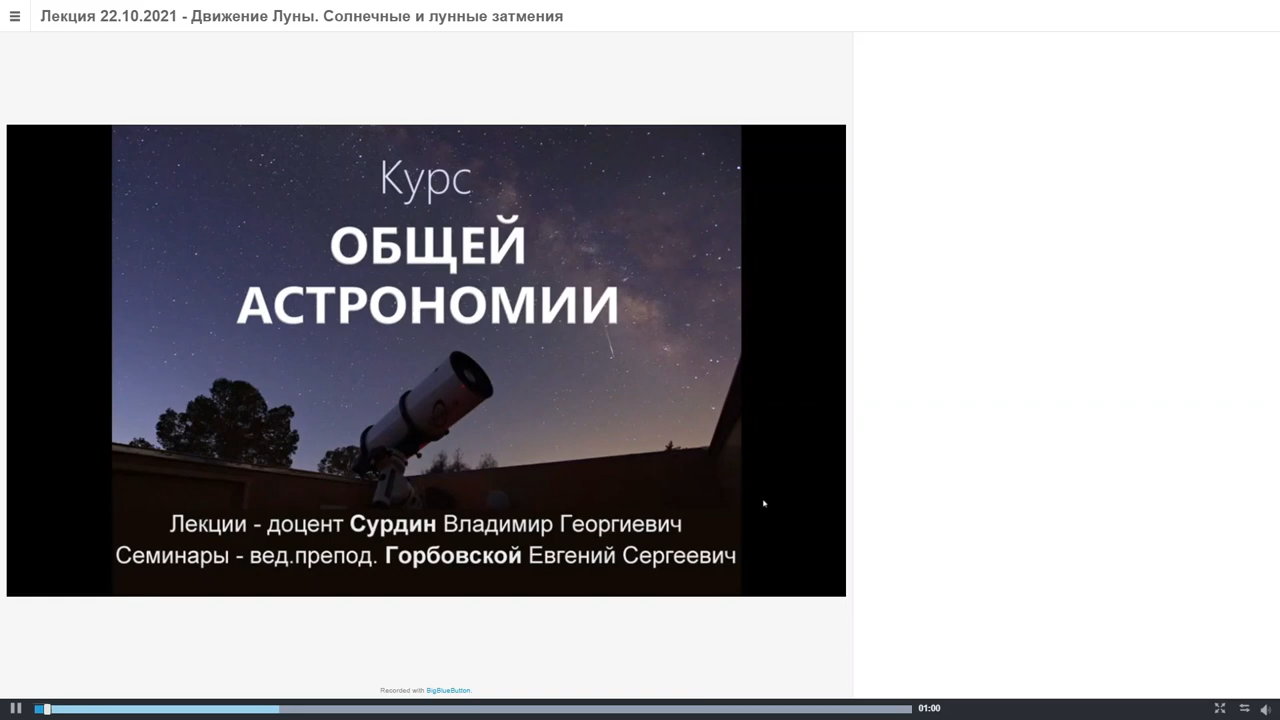 Лекция 22.10.2021 - Движение Луны. Солнечные и лунные затмения
Курс
ОБЩЕЙ
АСТРОНОМИИ
Лекции - доцент Сурдин Владимир Георгиевич
Семинары - вед.препод. Горбовской Евгений Сергеевич
Recorded with BigBlueButton.
01:00